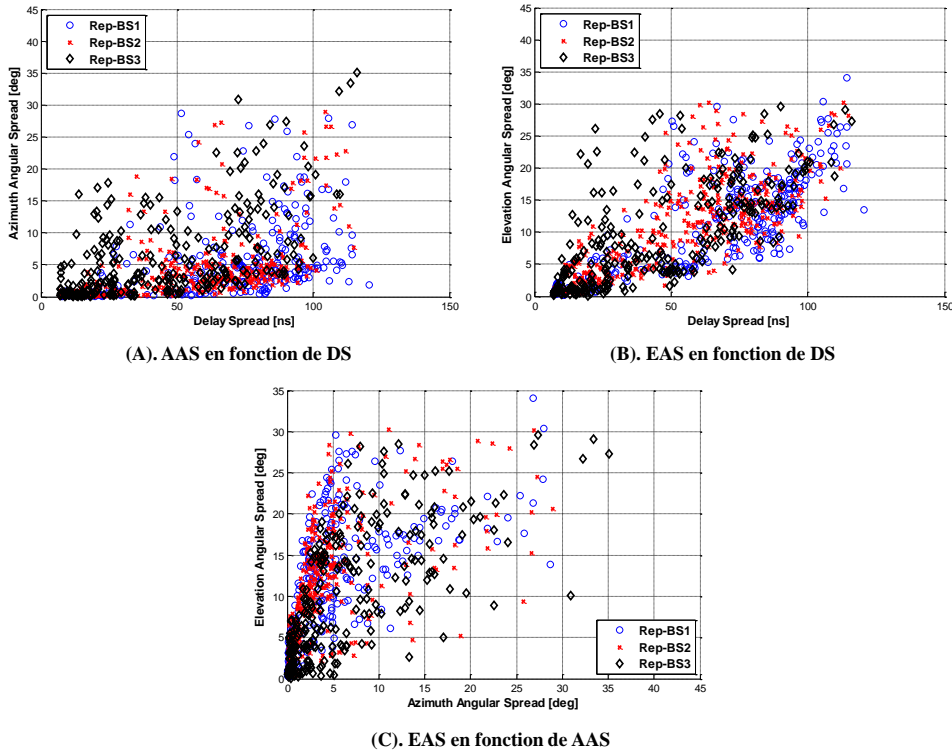 Rep-BS1
Rep-BS2
Rep-BS3
Azimuth Angular Spread [deg]
45
40
35
30
25
20
15
10
5
0
0 50 100 150
Delay Spread [ns]
(A). AAS en fonction de DS
Rep-BS1
Rep-BS2
Rep-BS3
Elevation Angular Spread [deg]
45
40
35
30
25
20
15
10
5
0
0 50 100 150
Delay Spread [ns]
(B). EAS en fonction de DS
Elevation Angular Spread [deg]
35
30
25
20
15
10
5
0
0 5 10 15 20 25 30 35 40 45
Rep-BS1
Rep-BS2
Rep-BS3
Azimuth Angular Spread [deg]
(C). EAS en fonction de AAS